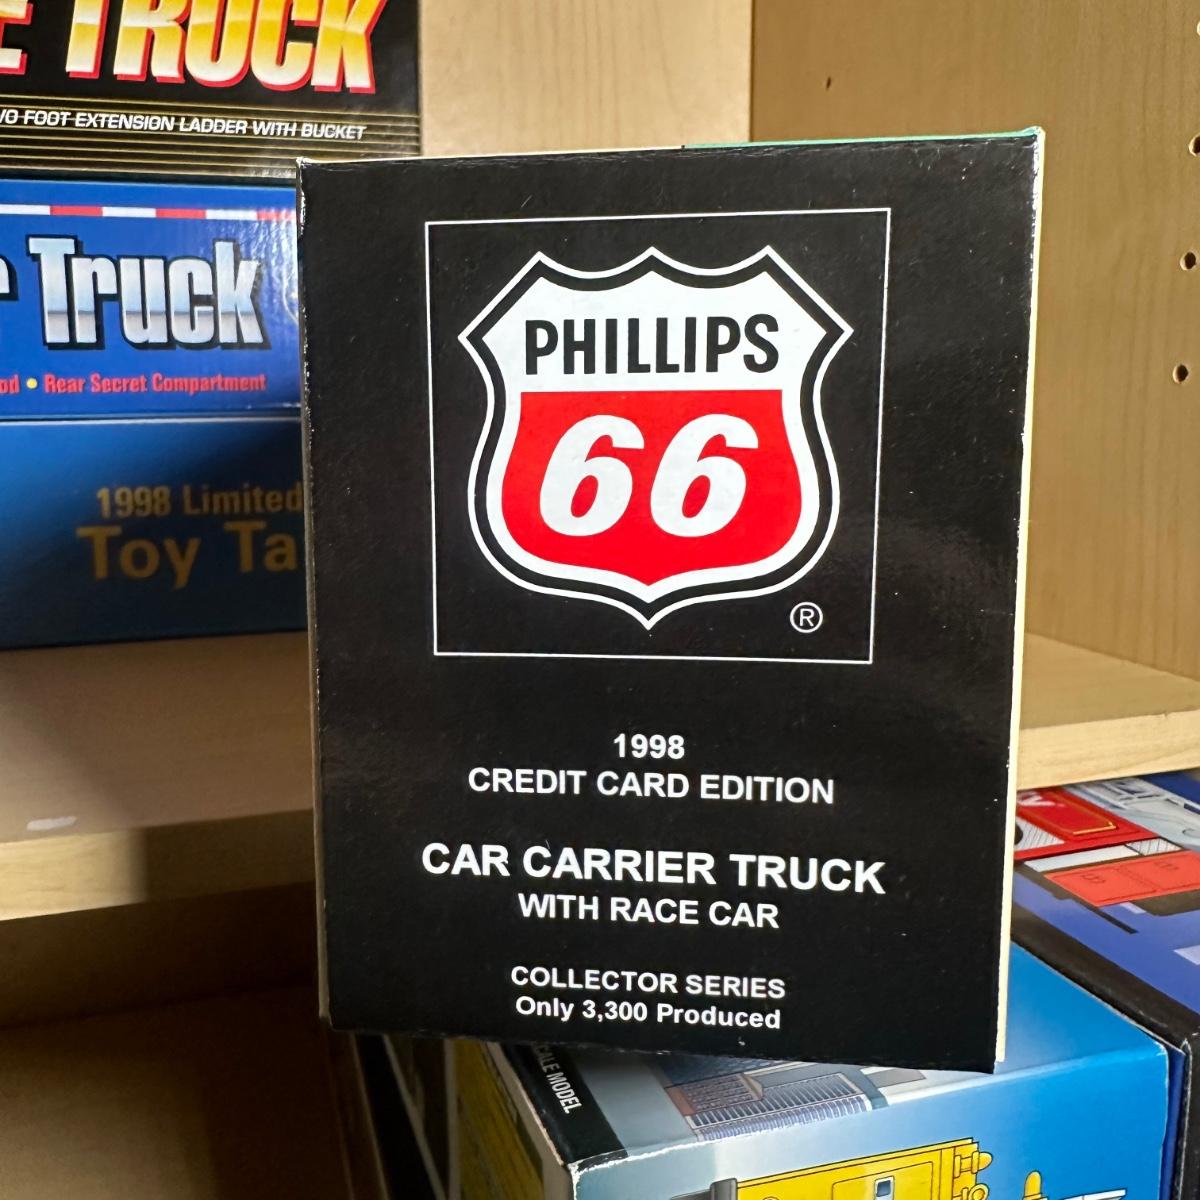 TRUCK
FOOT EXTENSION LADDER WITH BUCKET
Truck
• Rear Secret Compartment
1998 Limited
Toy
PHILLIPS
66
®
1998
CREDIT CARD EDITION
CAR CARRIER TRUCK
WITH RACE CAR
COLLECTOR SERIES
Only 3,300 Produced
MODEL